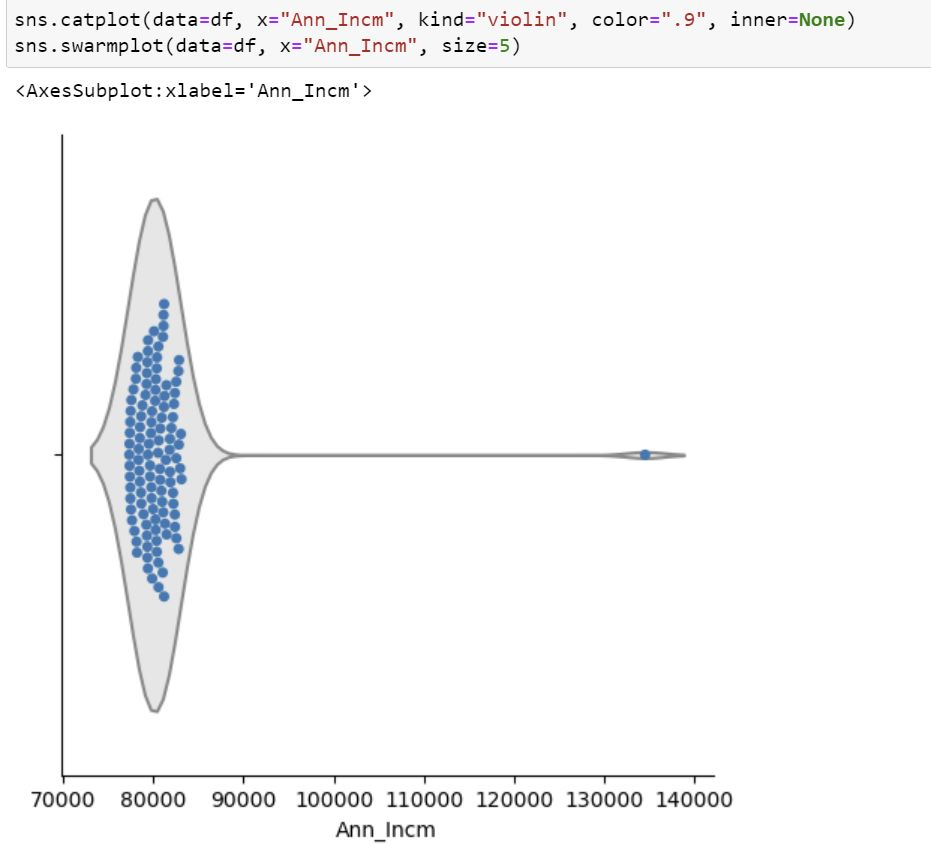 sns.catplot(data=df, x="Ann_Incm", kind="violin", color=".9", inner=None)
sns.swarmplot(data=df, x="Ann_Incm", size=5)
<AxesSubplot:xlabel='Ann_Incm'>
70000 80000 90000 100000 110000 120000 130000 140000
Ann_Incm